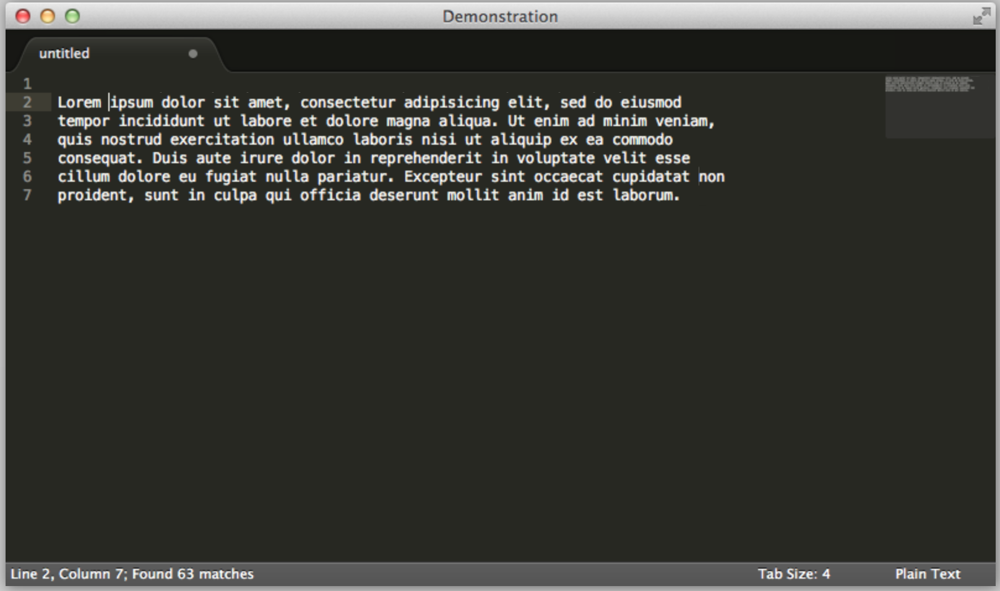 Demonstration
untitled
1
2 Lorem ipsum dolor sit amet, consectetur adipisicing elit, sed do eiusmod
3 tempor incididunt ut labore et dolore magna aliqua. Ut enim ad minim veniam,
4 quis nostrud exercitation ullamco laboris nisi ut aliquip ex ea commodo
5 consequat. Duis aute irure dolor in reprehenderit in voluptate velit esse
6 cillum dolore eu fugiat nulla pariatur. Excepteur sint occaecat cupidatat non
7 proident, sunt in culpa qui officia deserunt mollit anim id est laborum.
Line 2, Column 7; Found 63 matches Tab Size: 4 Plain Text